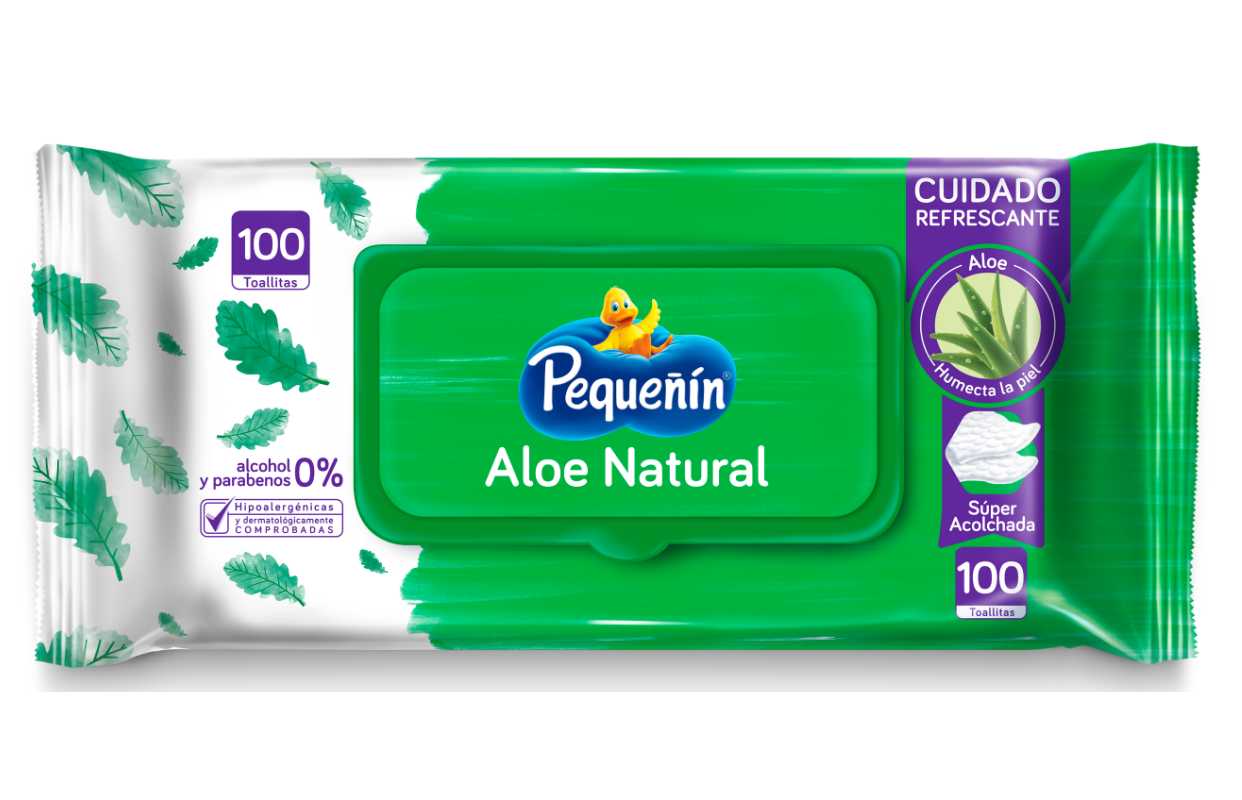 100
Toallitas
alcohol
y parabenos 0%
Hipoalergénicas
y dermatológicamente
COMPROBADAS
Pequeñín®
Aloe Natural
CUIDADO
REFRESCANTE
Aloe
Humecta la piel
Súper
Acolchada
100
Toallitas